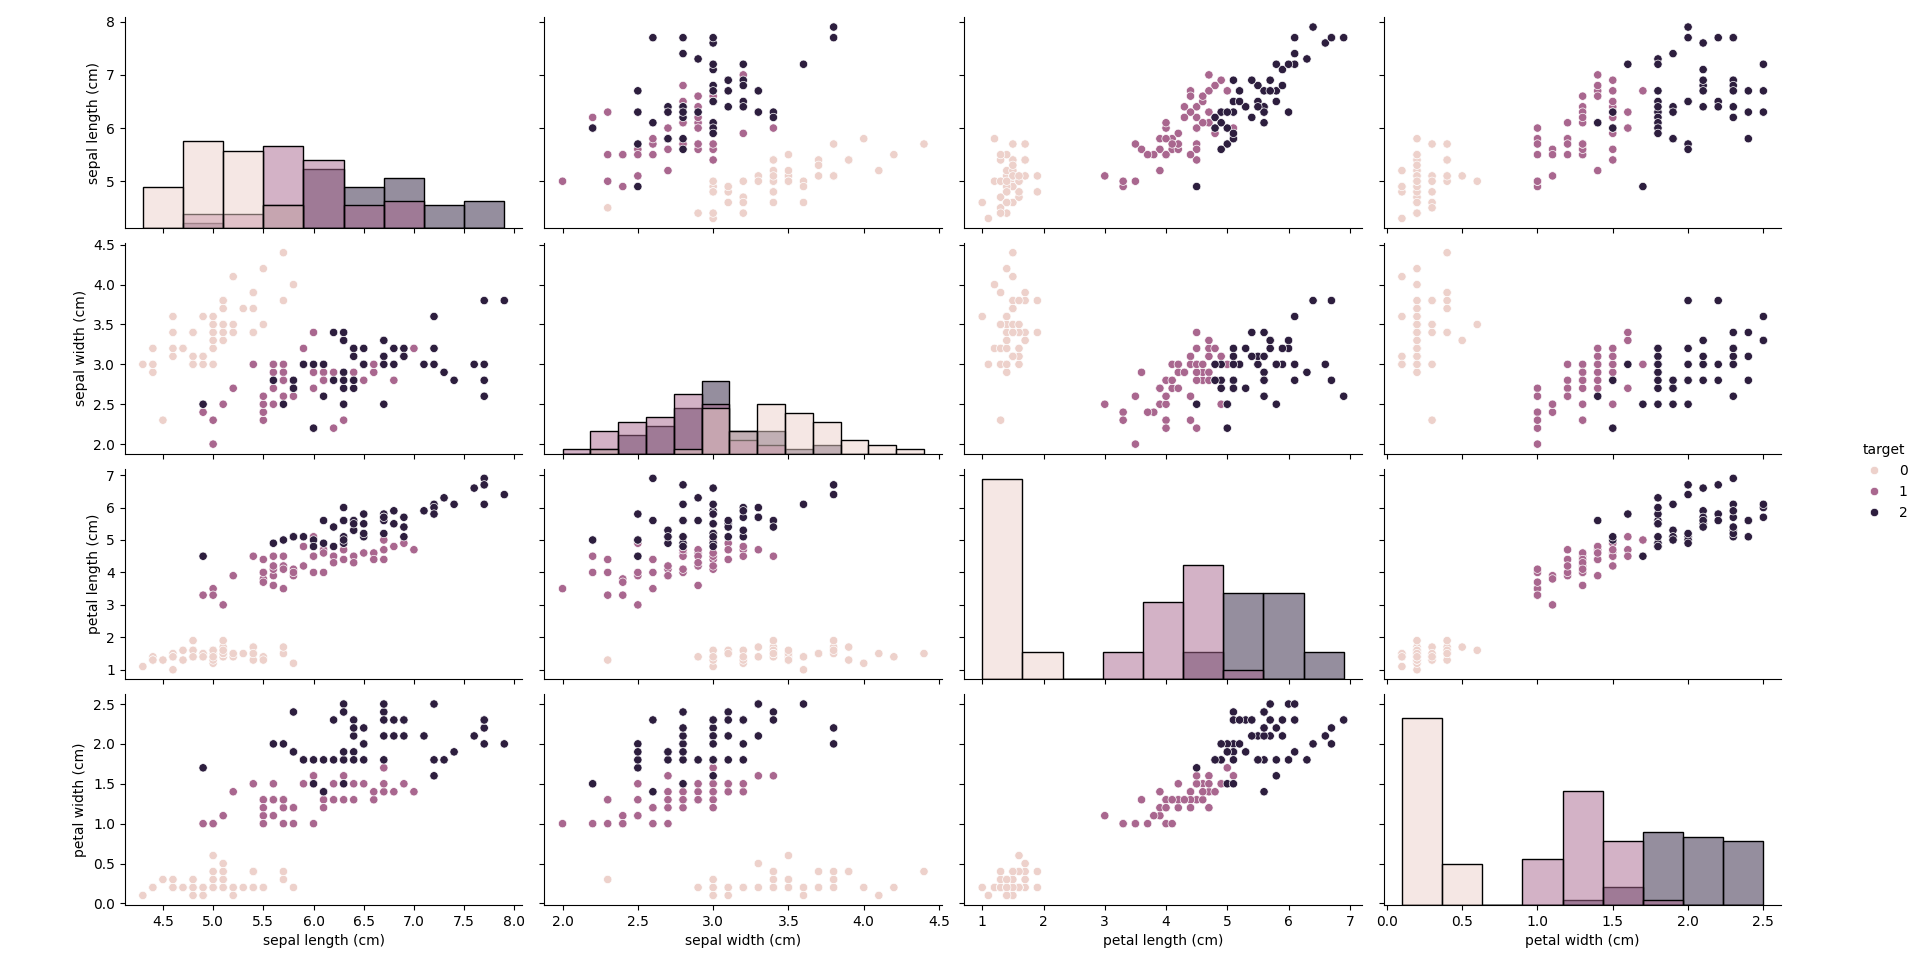 8
7
6
5
sepal length (cm)
4.5
4.0
3.5
3.0
2.5
2.0
sepal width (cm)
7
6
5
4
3
2
1
petal length (cm)
2.5
2.0
1.5
1.0
0.5
0.0
petal width (cm)
4.5 5.0 5.5 6.0 6.5 7.0 7.5 8.0
sepal length (cm)
2.0 2.5 3.0 3.5 4.0 4.5
sepal width (cm)
1 2 3 4 5 6 7
petal length (cm)
0.0 0.5 1.0 1.5 2.0 2.5
petal width (cm)
target
0
1
2